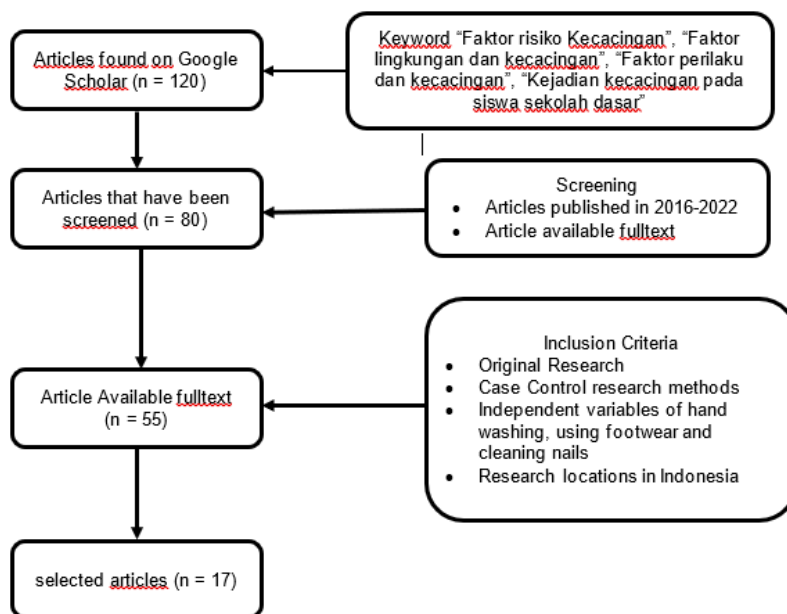 Articles found on Google
Scholar (n = 120)
Keyword “Faktor risiko Kecacingan”, “Faktor
lingkungan dan kecacingan”, “Faktor perilaku
dan kecacingan”, “Kejadian kecacingan pada
siswa sekolah dasar”
Articles that have been
screened (n = 80)
Screening
• Articles published in 2016-2022
• Article available fulltext
Article Available fulltext
(n = 55)
Inclusion Criteria
• Original Research
• Case Control research methods
• Independent variables of hand
washing, using footwear and
cleaning nails
• Research locations in Indonesia
selected articles (n = 17)